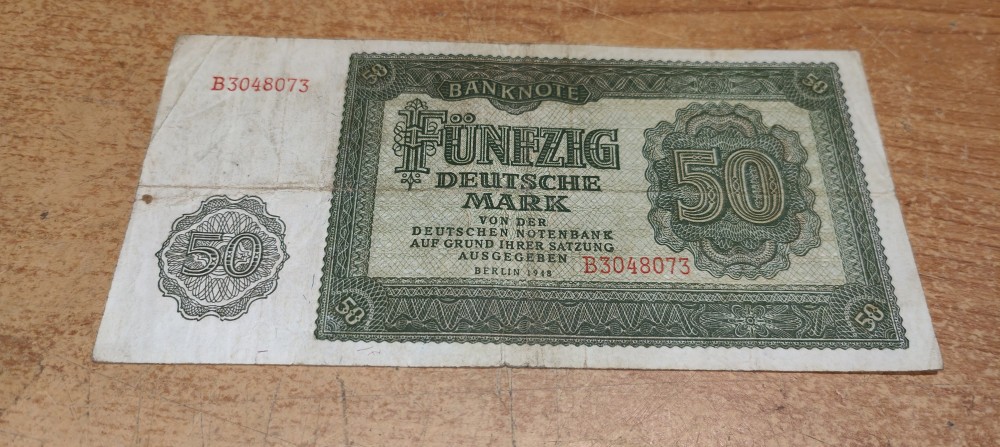 B3048073
50
50
BANKNOTE
FÜNFZIG
DEUTSCHE
MARK
VON DER
DEUTSCHEN NOTENBANK
AUF GRUND IHRER SATZUNG
AUSGEGEBEN
BERLIN 1948
B3048073
50
50
50
50